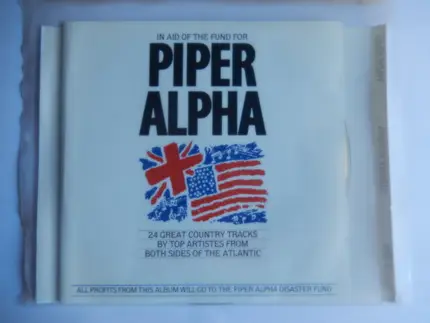 IN AID OF THE FUND FOR
PIPER
ALPHA
24 GREAT COUNTRY TRACKS
BY TOP ARTISTES FROM
BOTH SIDES OF THE ATLANTIC
ALL PROFITS FROM THIS ALBUM WILL GO TO THE PIPER ALPHA DISASTER FUND